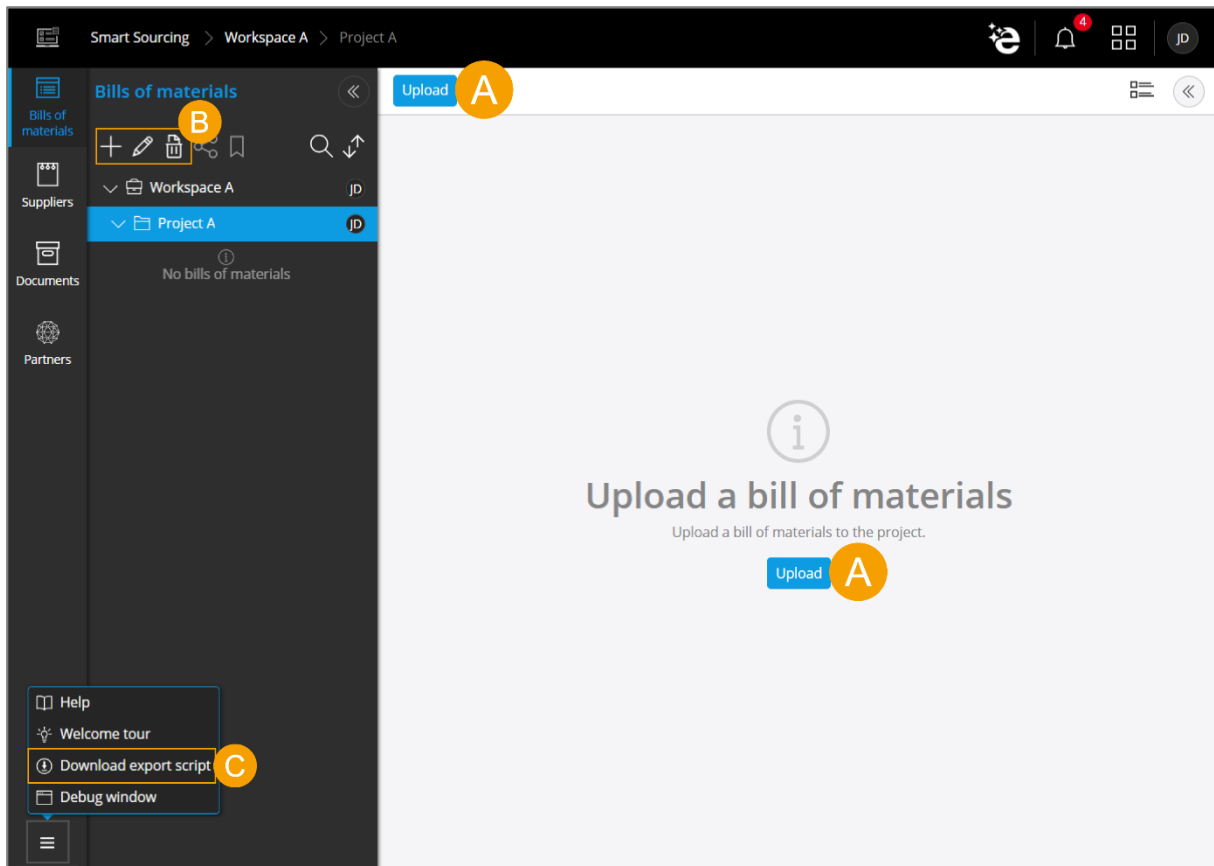 Smart Sourcing > Workspace A > Project A
4
JD
Bills of
materials
Suppliers
Documents
Partners
Bills of materials
B
Workspace A
JD
Project A
JD
No bills of materials
Upload
A
Upload a bill of materials
Upload a bill of materials to the project.
Upload
A
Help
Welcome tour
Download export script
C
Debug window